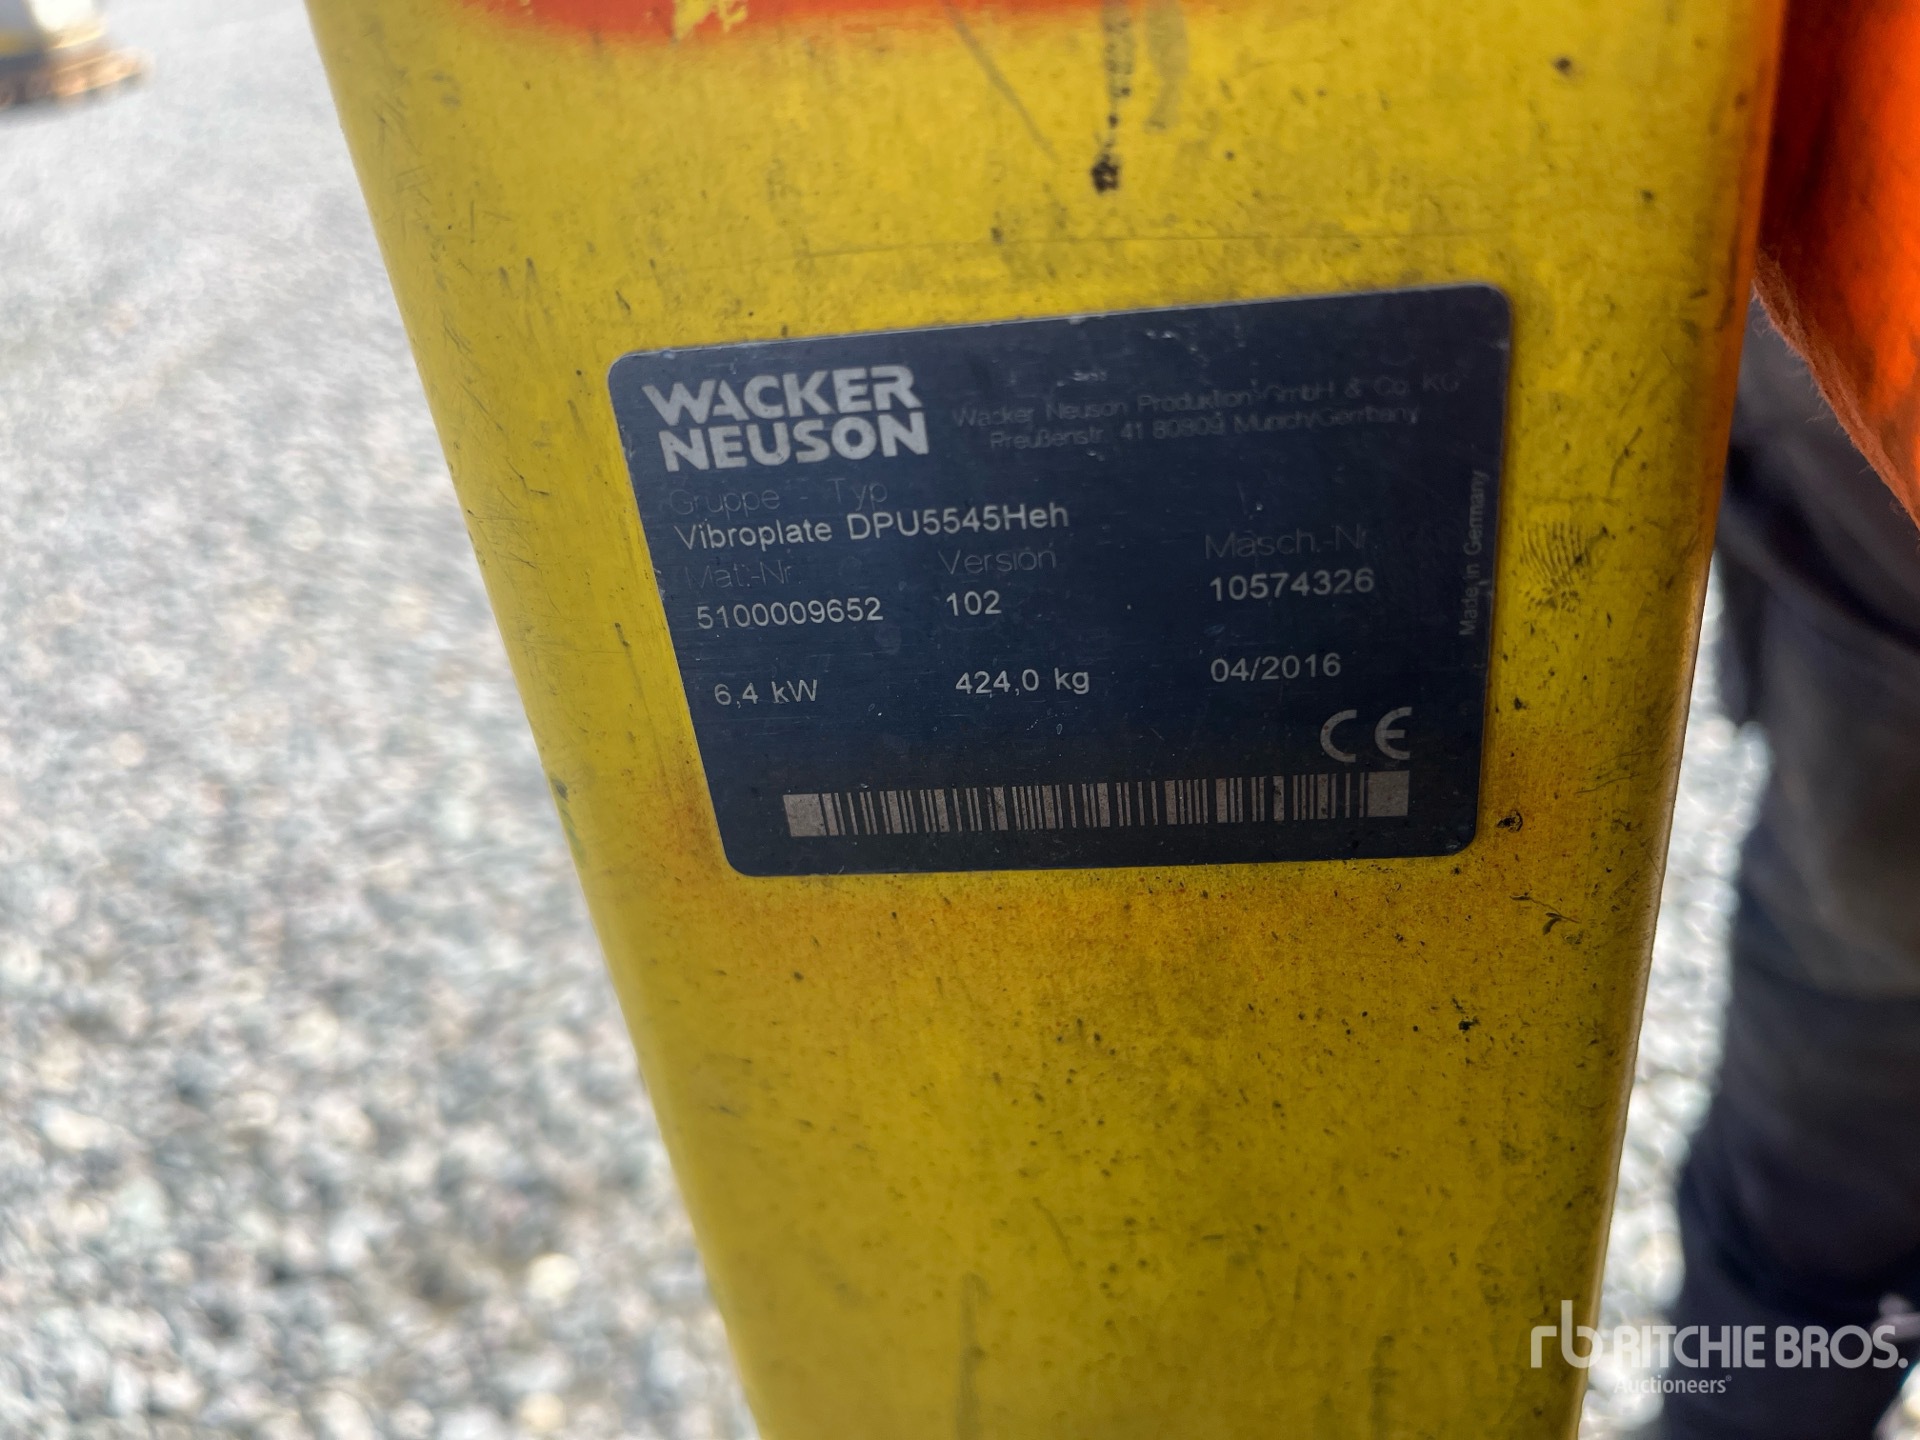 WACKER
NEUSON
Wacker Neuson Produktion GmbH & Co. KG
Preußenstr. 41 80809 Munich/Germany
Gruppe - Typ
Vibroplate DPU5545Heh
Mat.-Nr. Version Masch.-Nr.
5100009652 102 10574326
6,4 kW 424,0 kg 04/2016
CE
Made in Germany
rb RITCHIE BROS.
Auctioneers